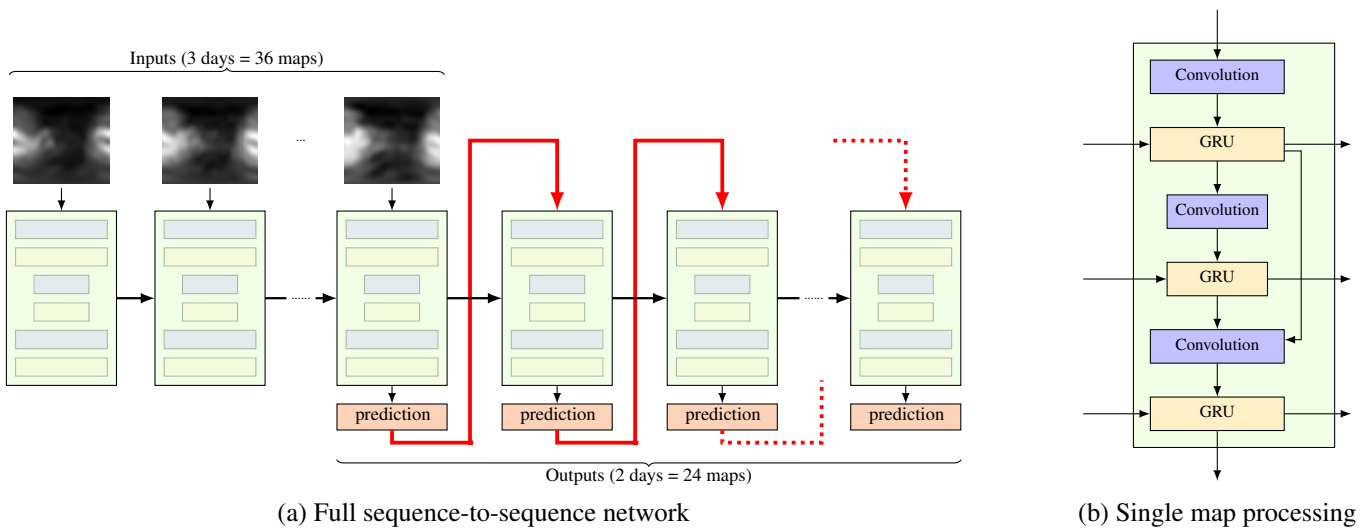 Inputs (3 days = 36 maps)
...
......
......
prediction
prediction
prediction
prediction
Outputs (2 days = 24 maps)
(a) Full sequence-to-sequence network
Convolution
GRU
Convolution
GRU
Convolution
GRU
(b) Single map processing